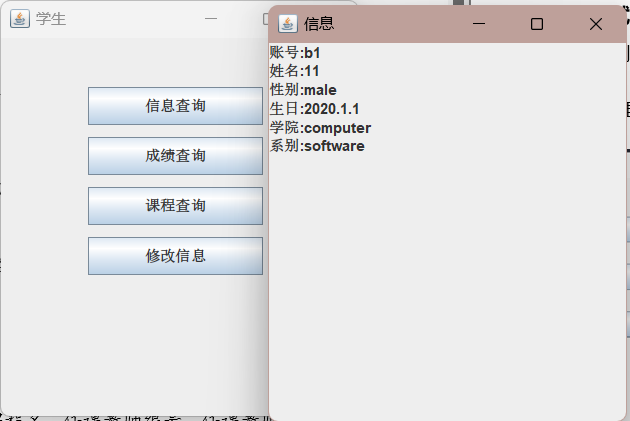 学生
信息查询
成绩查询
课程查询
修改信息
信息
账号:b1
姓名:11
性别:male
生日:2020.1.1
学院:computer
系别:software